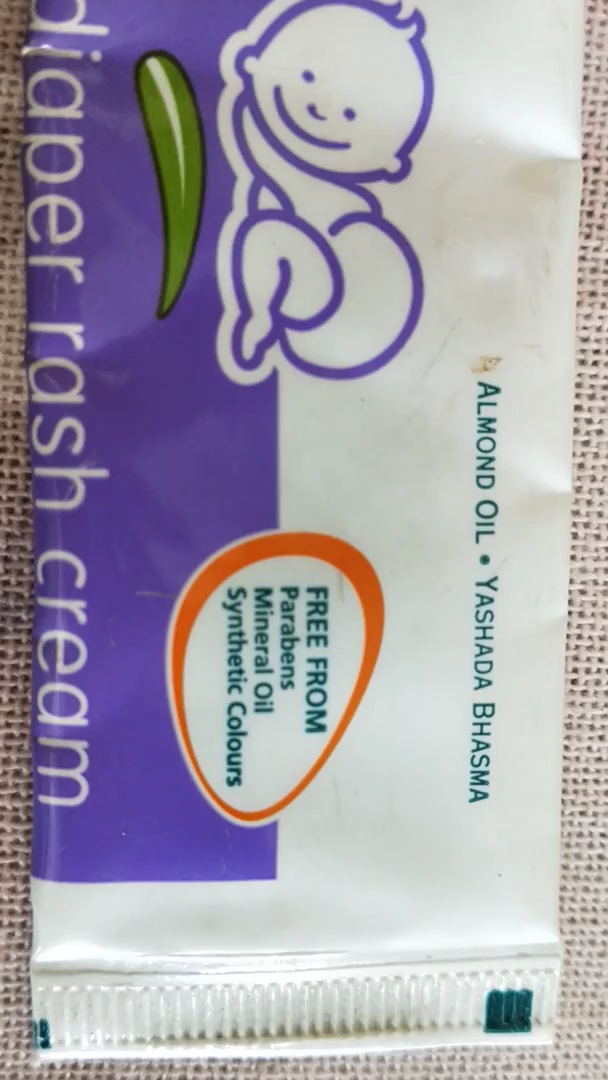 ALMOND OIL • YASHADA BHASMA
FREE FROM
Parabens
Mineral Oil
Synthetic Colours
diaper rash cream